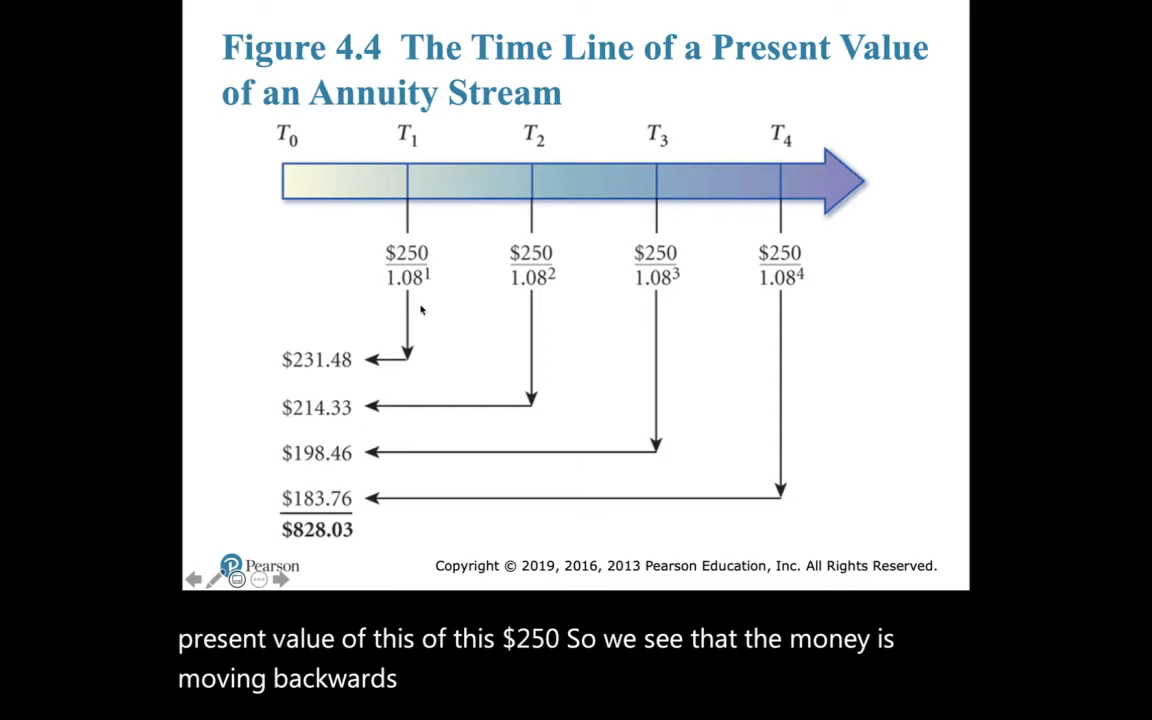 Figure 4.4 The Time Line of a Present Value
of an Annuity Stream
T₀ T₁ T₂ T₃ T₄
$250 $250 $250 $250
1.08¹ 1.08² 1.08³ 1.08⁴
$231.48
$214.33
$198.46
$183.76
$828.03
Pearson
Copyright © 2019, 2016, 2013 Pearson Education, Inc. All Rights Reserved.
present value of this of this $250 So we see that the money is
moving backwards